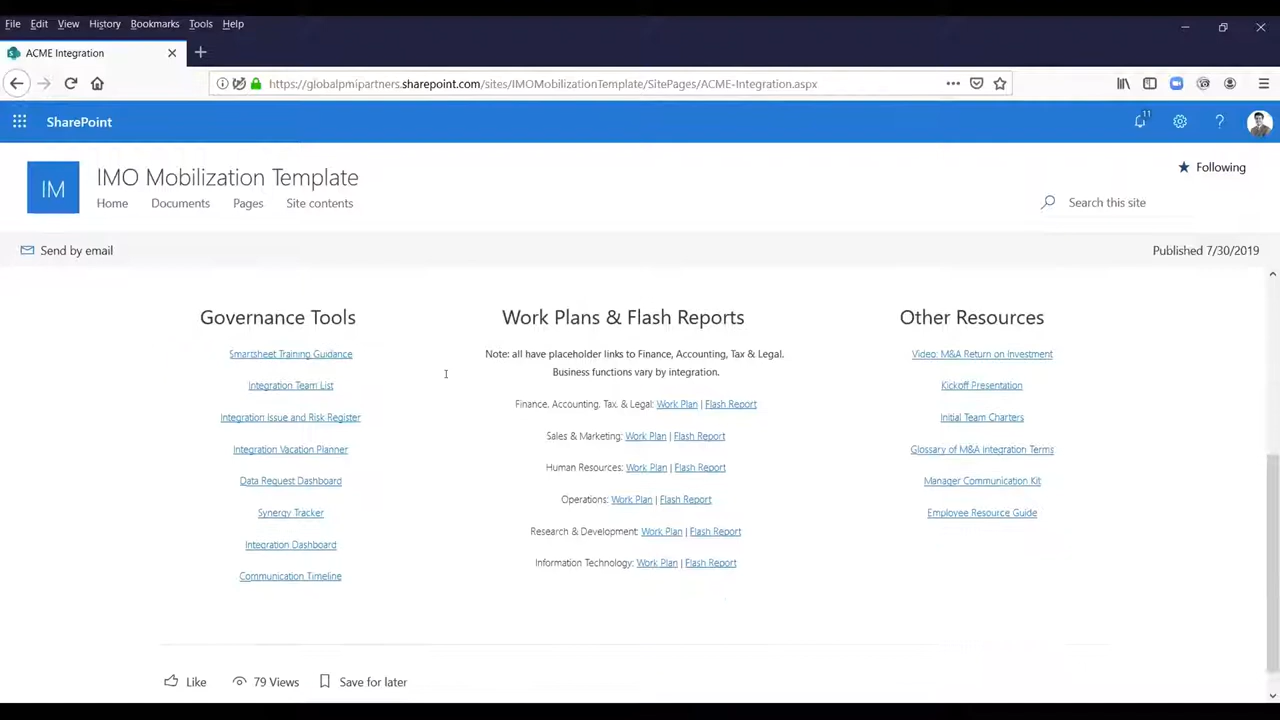 File Edit View History Bookmarks Tools Help
ACME Integration
https://globalpmipartners.sharepoint.com/sites/IMOMobilizationTemplate/SitePages/ACME-Integration.aspx
SharePoint
11
IM
IMO Mobilization Template
Following
Home Documents Pages Site contents
Search this site
Send by email
Published 7/30/2019
Governance Tools
Smartsheet Training Guidance
Integration Team List
Integration Issue and Risk Register
Integration Vacation Planner
Data Request Dashboard
Synergy Tracker
Integration Dashboard
Communication Timeline
Work Plans & Flash Reports
Note: all have placeholder links to Finance, Accounting, Tax & Legal.
Business functions vary by integration.
Finance, Accounting, Tax, & Legal: Work Plan | Flash Report
Sales & Marketing: Work Plan | Flash Report
Human Resources: Work Plan | Flash Report
Operations: Work Plan | Flash Report
Research & Development: Work Plan | Flash Report
Information Technology: Work Plan | Flash Report
Other Resources
Video: M&A Return on Investment
Kickoff Presentation
Initial Team Charters
Glossary of M&A Integration Terms
Manager Communication Kit
Employee Resource Guide
Like
79 Views
Save for later